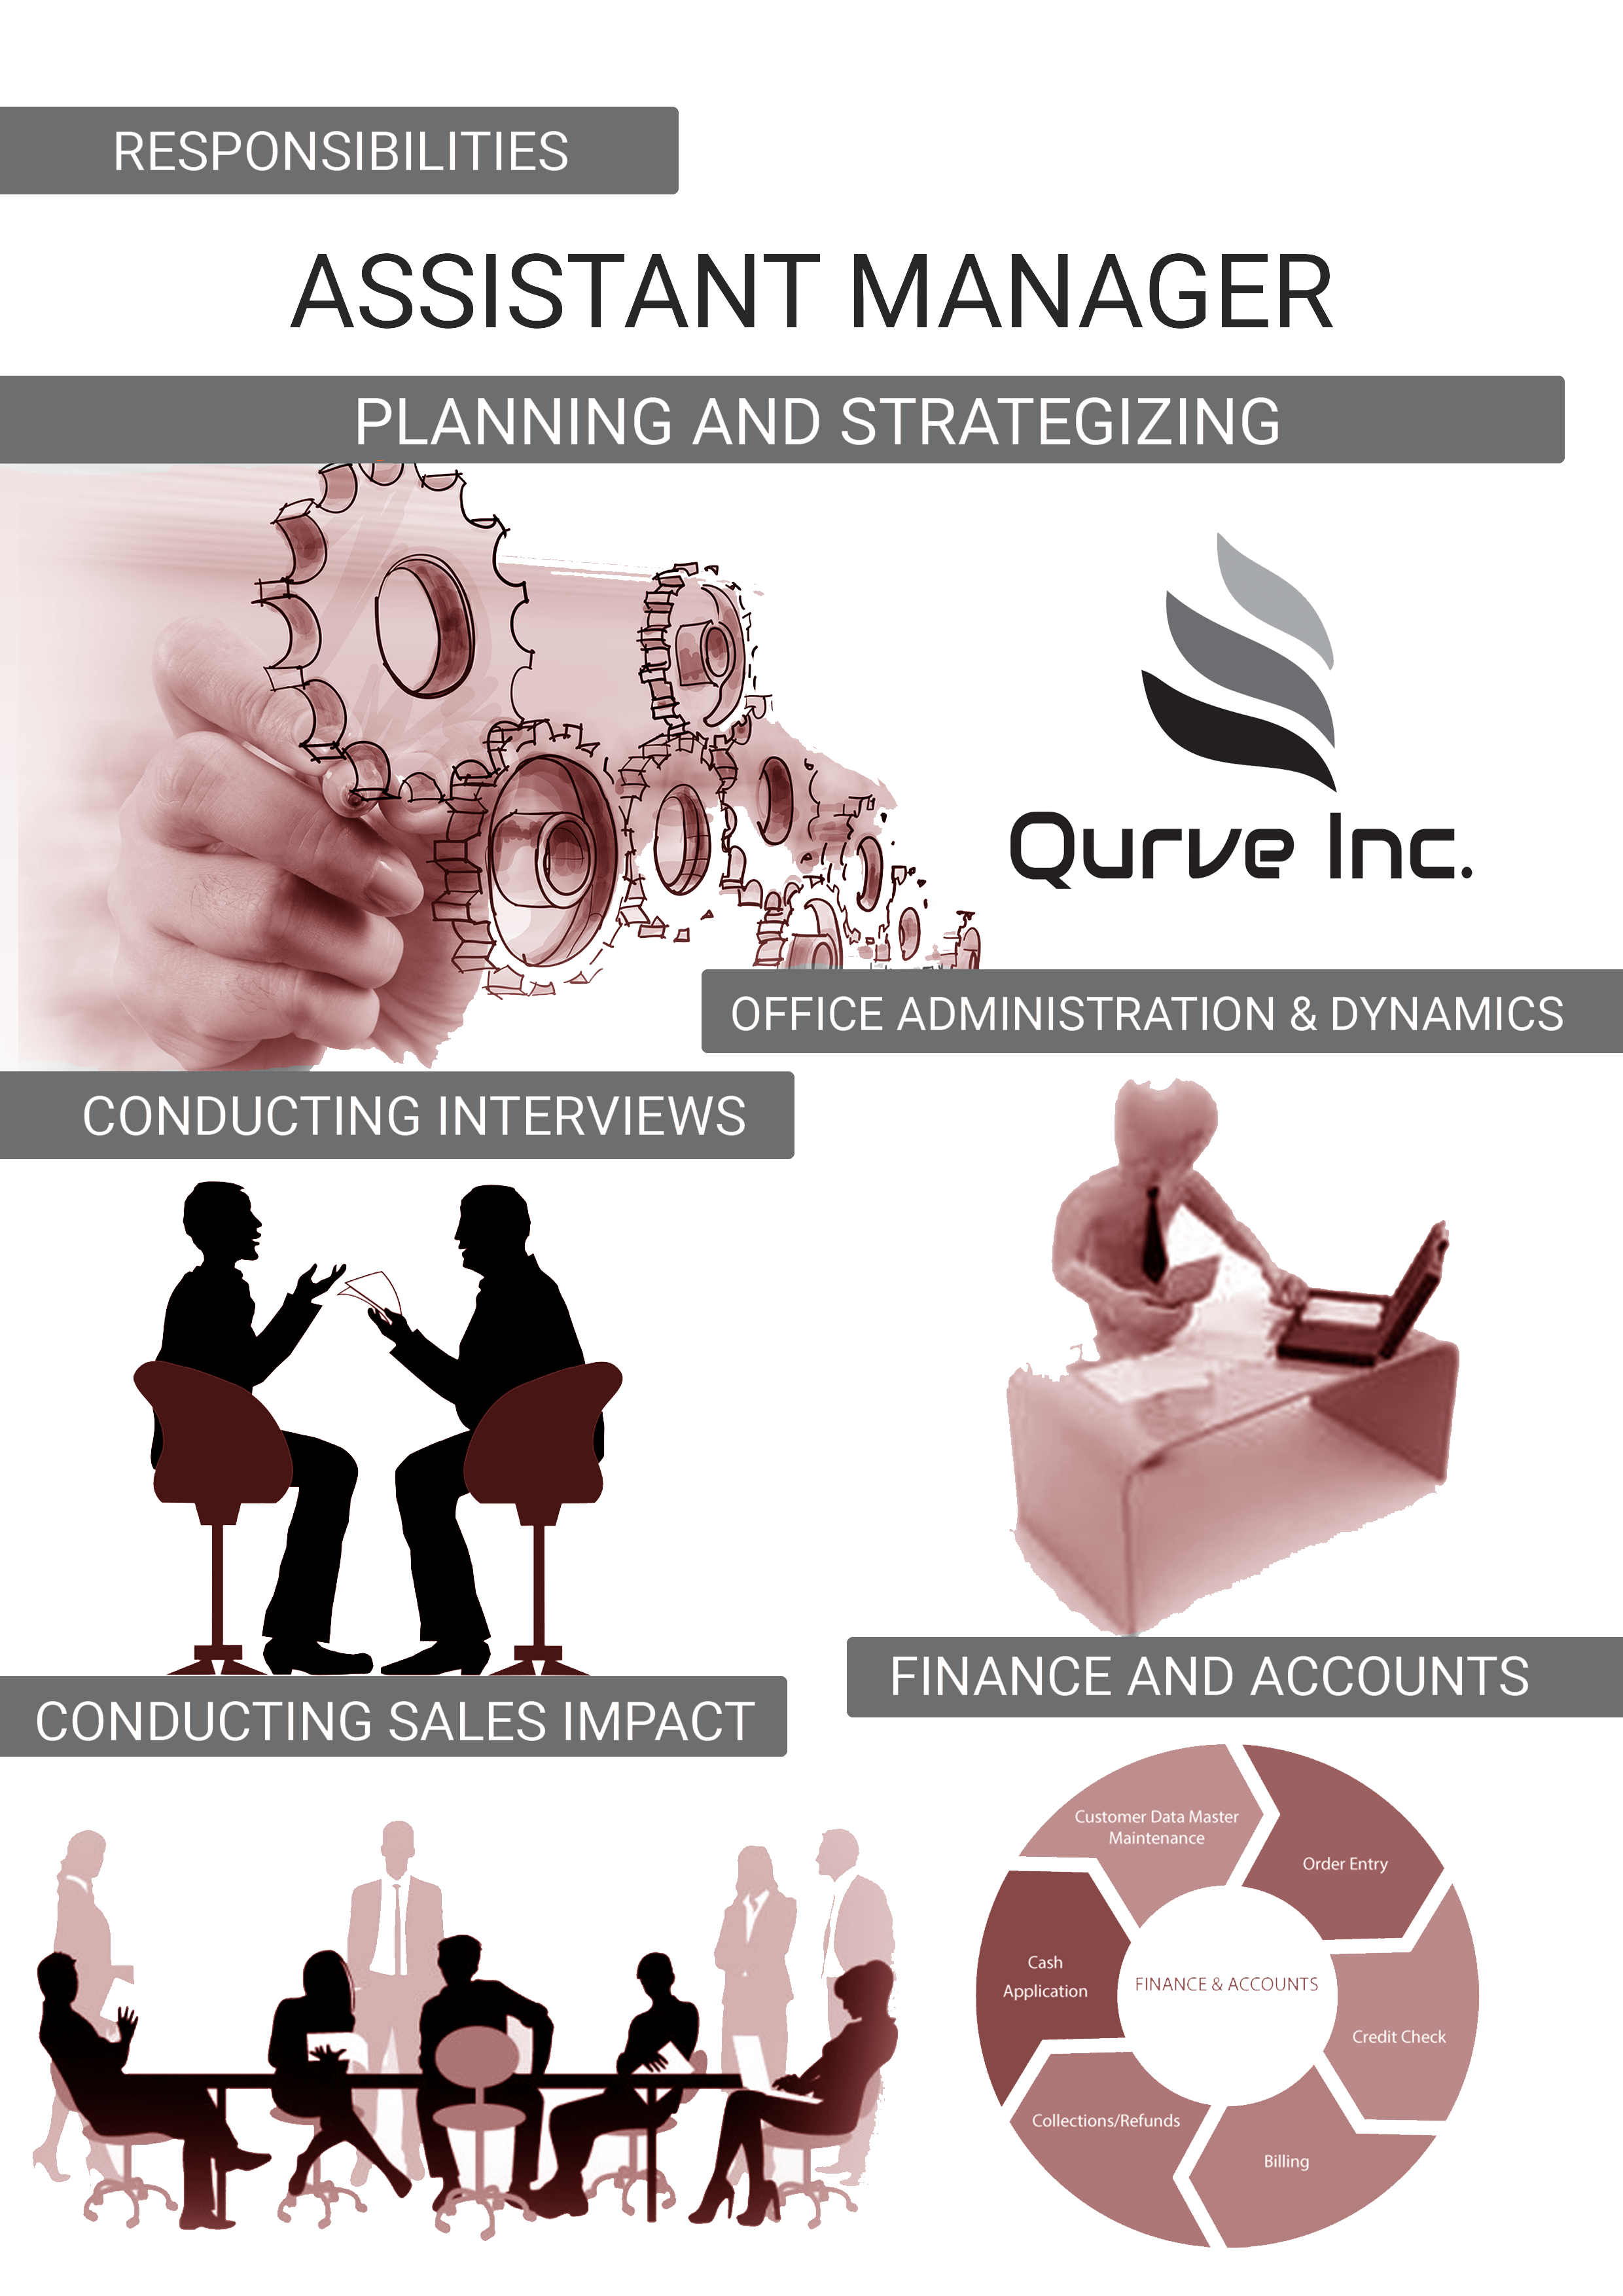 RESPONSIBILITIES
ASSISTANT MANAGER
PLANNING AND STRATEGIZING
Qurve Inc.
OFFICE ADMINISTRATION & DYNAMICS
CONDUCTING INTERVIEWS
FINANCE AND ACCOUNTS
CONDUCTING SALES IMPACT
Customer Data Master
Maintenance
Order Entry
Cash
Application
FINANCE & ACCOUNTS
Credit Check
Collections/Refunds
Billing